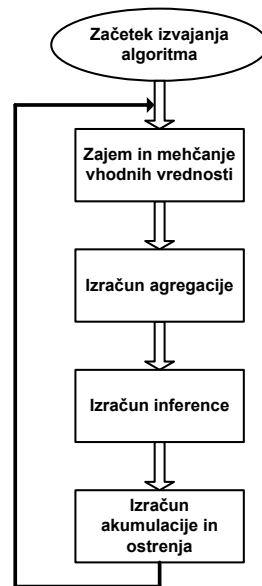 Začetek izvajanja
algoritma
Zajem in mehčanje
vhodnih vrednosti
Izračun agregacije
Izračun inference
Izračun
akumulacije in
ostrenja